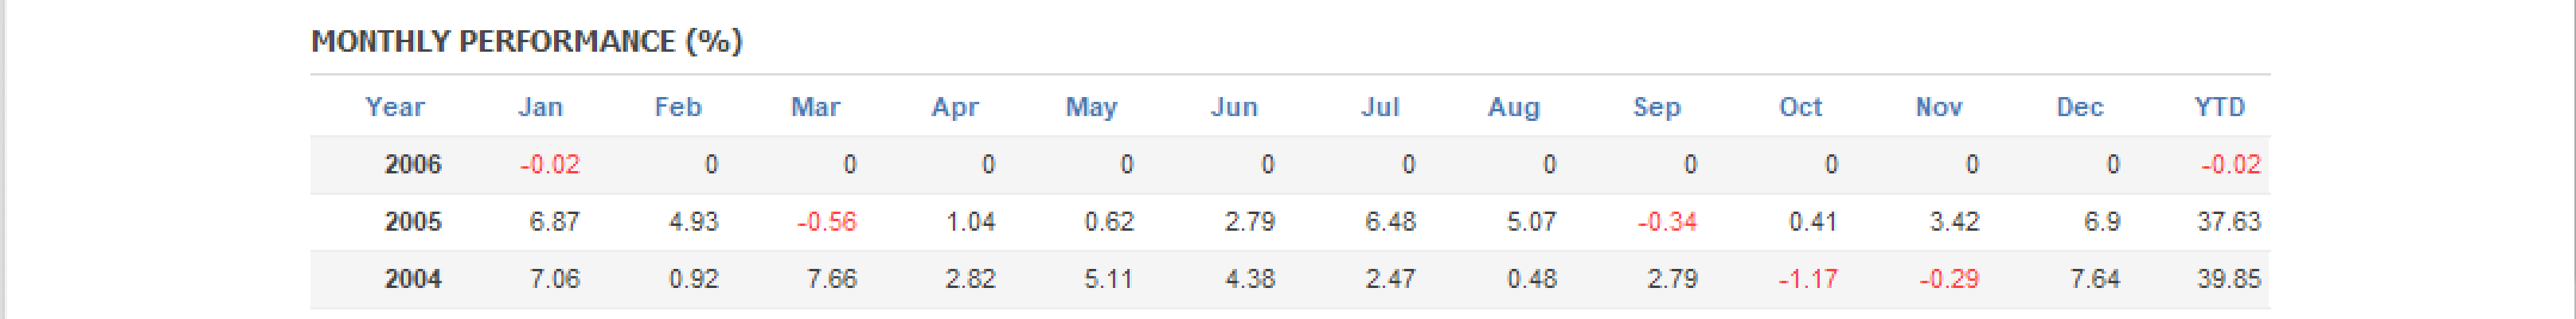 MONTHLY PERFORMANCE (%)
Year Jan Feb Mar Apr May Jun Jul Aug Sep Oct Nov Dec YTD
2006 -0.02 0 0 0 0 0 0 0 0 0 0 0 -0.02
2005 6.87 4.93 -0.56 1.04 0.62 2.79 6.48 5.07 -0.34 0.41 3.42 6.9 37.63
2004 7.06 0.92 7.66 2.82 5.11 4.38 2.47 0.48 2.79 -1.17 -0.29 7.64 39.85